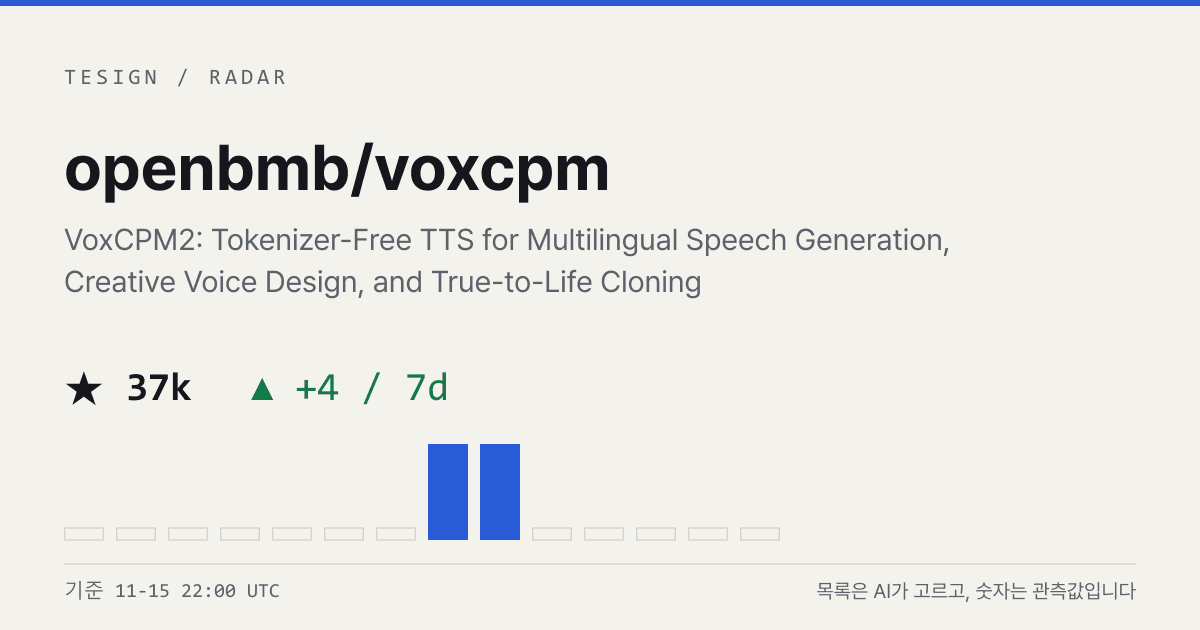 TESIGN / RADAR
openbmb/voxcpm
VoxCPM2: Tokenizer-Free TTS for Multilingual Speech Generation,
Creative Voice Design, and True-to-Life Cloning
★ 37k ▲ +4 / 7d
기준 11-15 22:00 UTC
목록은 AI가 고르고, 숫자는 관측값입니다